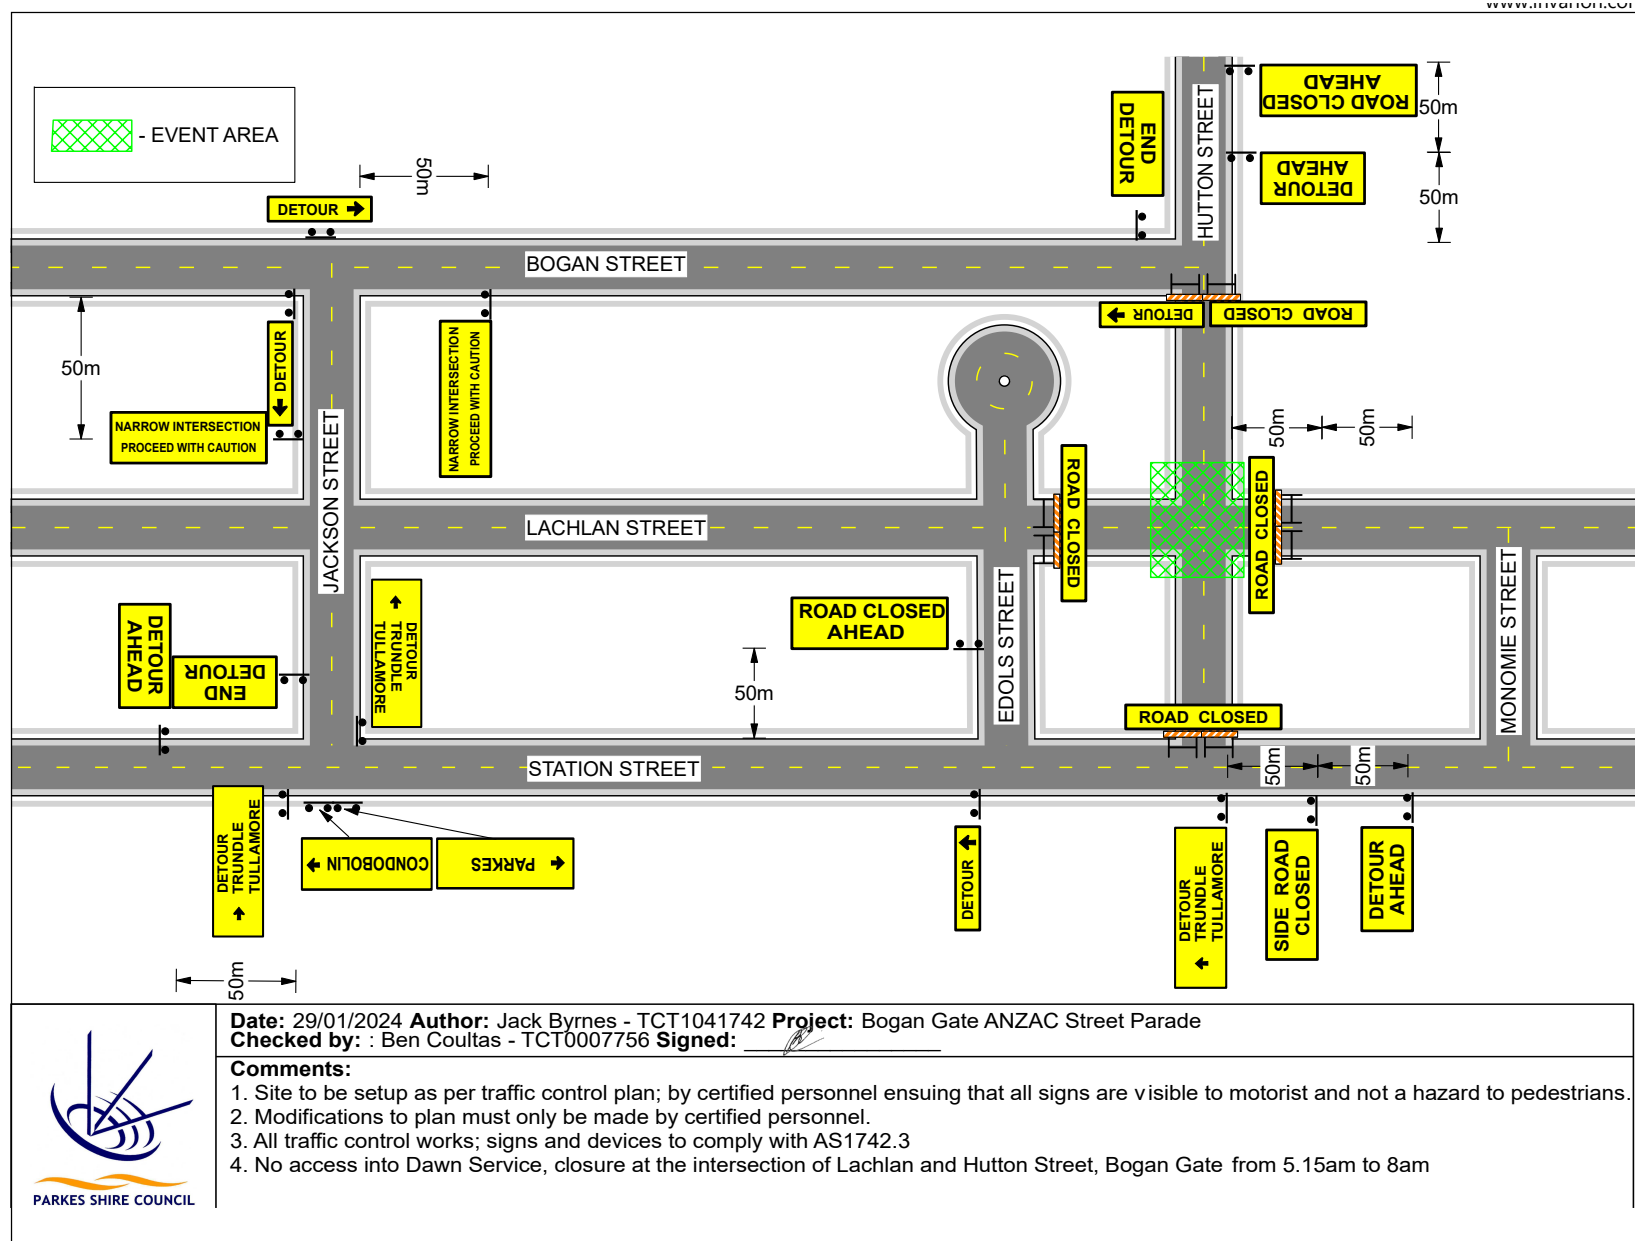 - EVENT AREA
50m
DETOUR →
END
DETOUR
HUTTON STREET
ROAD CLOSED
AHEAD
50m
DETOUR
AHEAD
50m
BOGAN STREET
50m
DETOUR
NARROW INTERSECTION
PROCEED WITH CAUTION
JACKSON STREET
NARROW INTERSECTION
PROCEED WITH CAUTION
DETOUR
ROAD CLOSED
50m
50m
ROAD CLOSED
ROAD CLOSED
LACHLAN STREET
DETOUR
AHEAD
END
DETOUR
DETOUR
TRUNDLE
TULLAMORE
ROAD CLOSED
AHEAD
50m
EDOLS STREET
ROAD CLOSED
MONOMIE STREET
STATION STREET
50m
50m
DETOUR
TRUNDLE
TULLAMORE
CONDOBOLIN
PARKES
DETOUR
DETOUR
TRUNDLE
TULLAMORE
SIDE ROAD
CLOSED
DETOUR
AHEAD
50m
Date: 29/01/2024 Author: Jack Byrnes - TCT1041742 Project: Bogan Gate ANZAC Street Parade
Checked by: : Ben Coultas - TCT0007756 Signed:
Comments:
1. Site to be setup as per traffic control plan; by certified personnel ensuing that all signs are visible to motorist and not a hazard to pedestrians.
2. Modifications to plan must only be made by certified personnel.
3. All traffic control works; signs and devices to comply with AS1742.3
4. No access into Dawn Service, closure at the intersection of Lachlan and Hutton Street, Bogan Gate from 5.15am to 8am
PARKES SHIRE COUNCIL